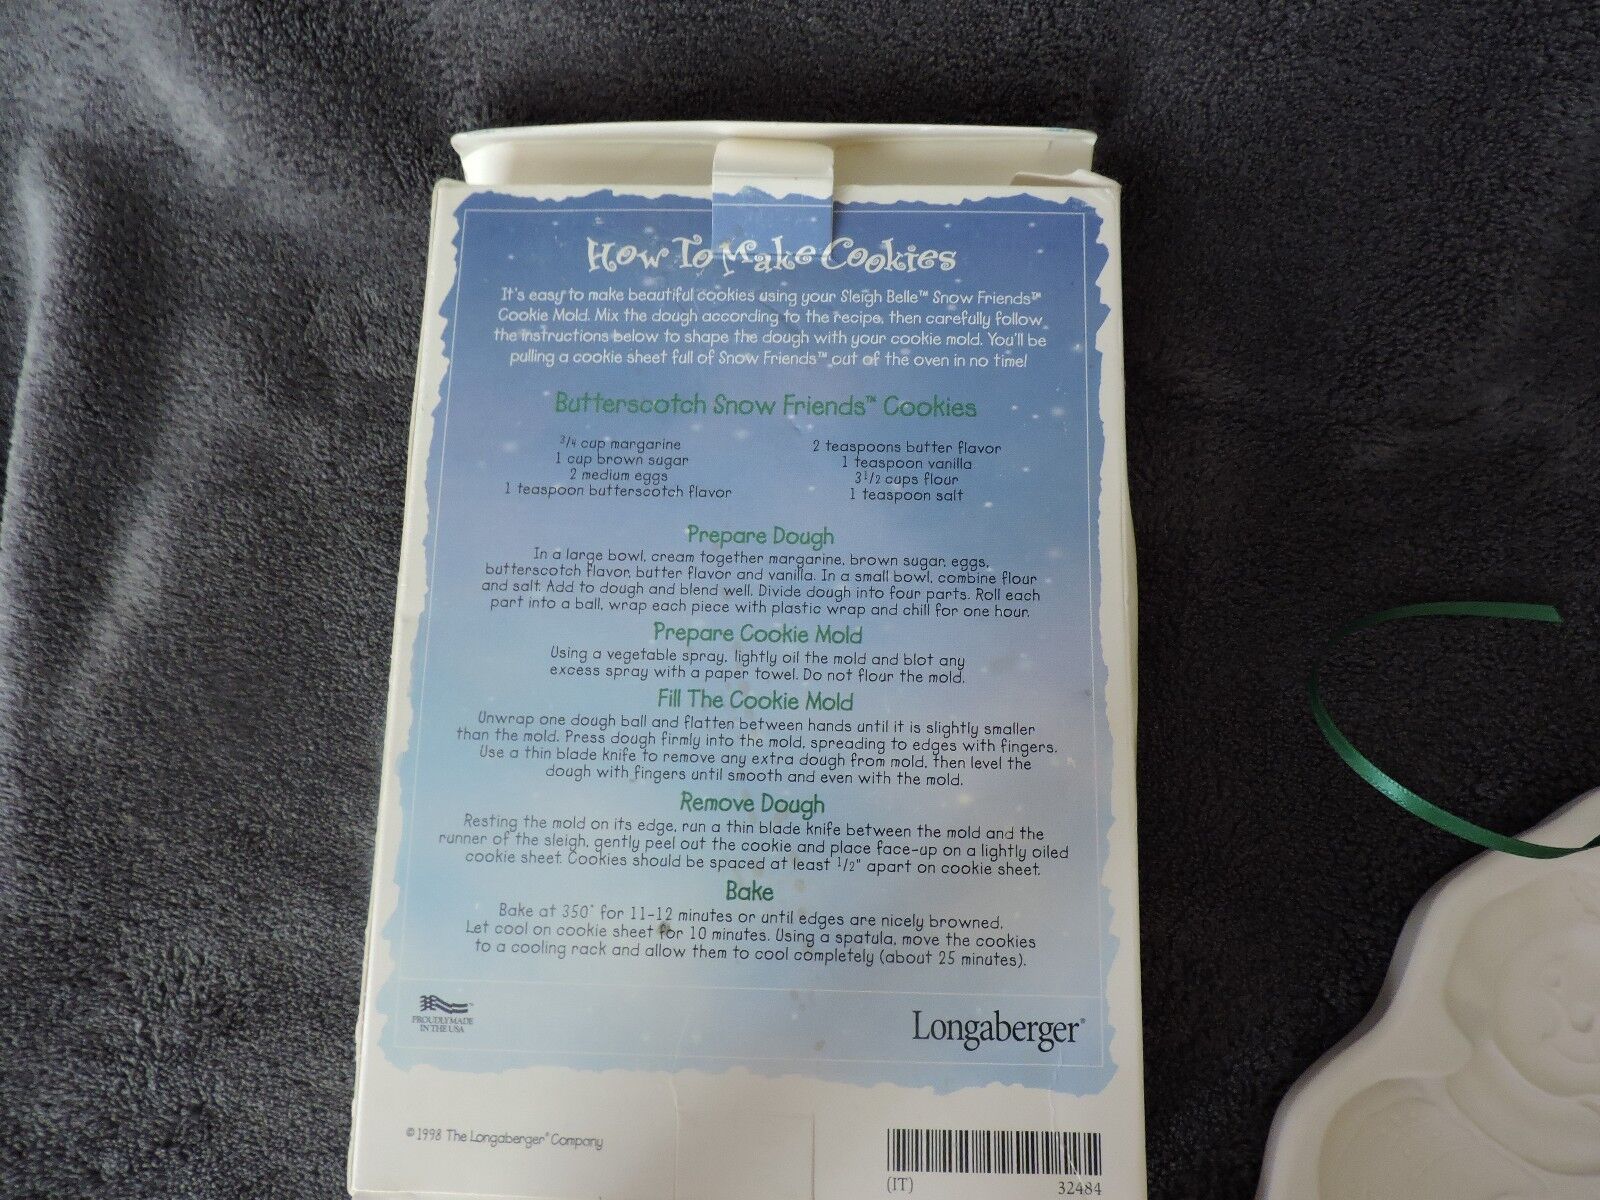 How To Make Cookies
It's easy to make beautiful cookies using your Sleigh Belle™ Snow Friends™
Cookie Mold. Mix the dough according to the recipe, then carefully follow
the instructions below to shape the dough with your cookie mold. You'll be
pulling a cookie sheet full of Snow Friends™ out of the oven in no time!
Butterscotch Snow Friends™ Cookies
3/4 cup margarine
1 cup brown sugar
2 medium eggs
1 teaspoon butterscotch flavor
2 teaspoons butter flavor
1 teaspoon vanilla
3 1/2 cups flour
1 teaspoon salt
Prepare Dough
In a large bowl, cream together margarine, brown sugar, eggs,
butterscotch flavor, butter flavor and vanilla. In a small bowl, combine flour
and salt. Add to dough and blend well. Divide dough into four parts. Roll each
part into a ball, wrap each piece with plastic wrap and chill for one hour.
Prepare Cookie Mold
Using a vegetable spray, lightly oil the mold and blot any
excess spray with a paper towel. Do not flour the mold.
Fill The Cookie Mold
Unwrap one dough ball and flatten between hands until it is slightly smaller
than the mold. Press dough firmly into the mold, spreading to edges with fingers.
Use a thin blade knife to remove any extra dough from mold, then level the
dough with fingers until smooth and even with the mold.
Remove Dough
Resting the mold on its edge, run a thin blade knife between the mold and the
runner of the sleigh, gently peel out the cookie and place face-up on a lightly oiled
cookie sheet. Cookies should be spaced at least 1/2" apart on cookie sheet.
Bake
Bake at 350° for 11-12 minutes or until edges are nicely browned.
Let cool on cookie sheet for 10 minutes. Using a spatula, move the cookies
to a cooling rack and allow them to cool completely (about 25 minutes).
PROUDLY MADE
IN THE USA
Longaberger®
©1998 The Longaberger® Company
(IT) 32484